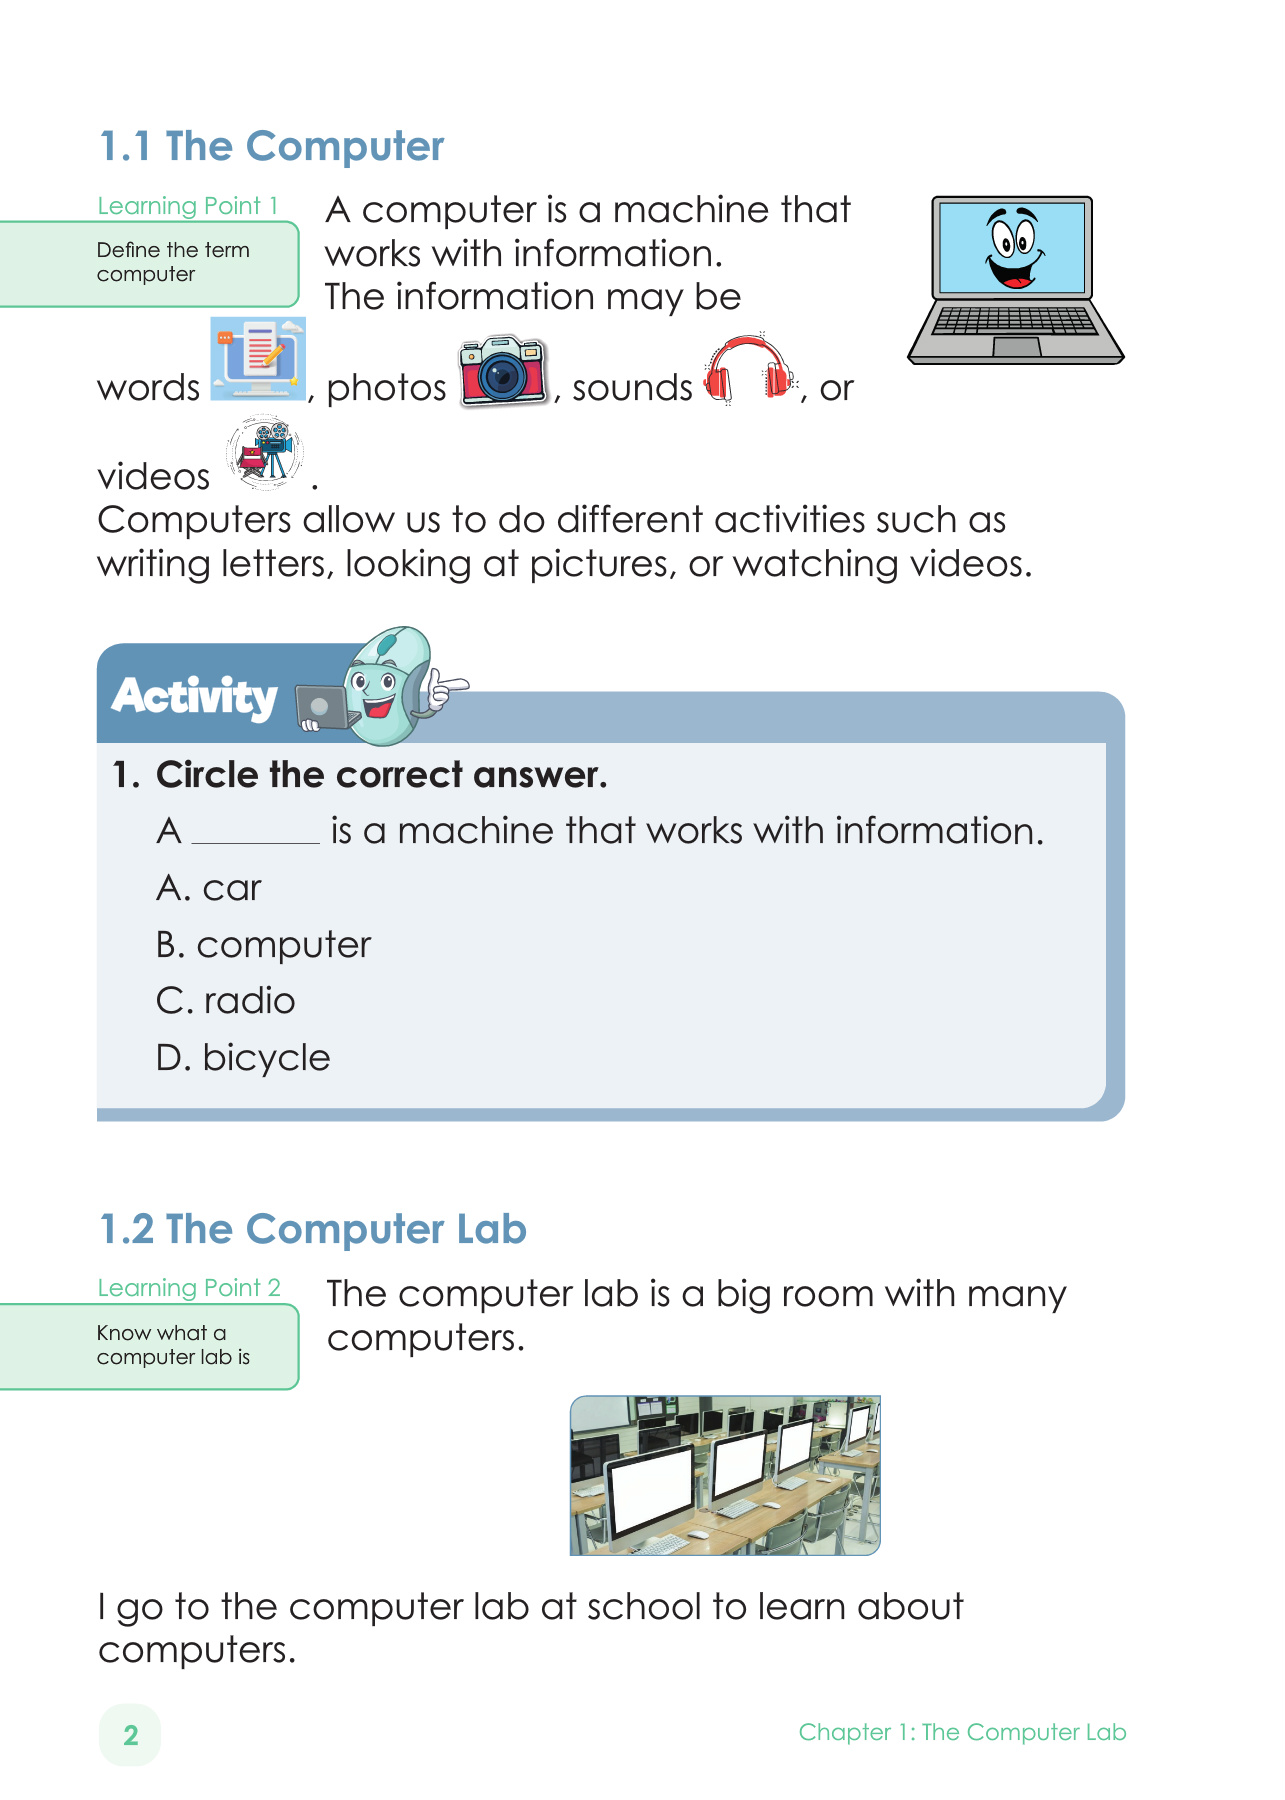 1.1 The Computer
Learning Point 1
Define the term
computer
A computer is a machine that
works with information.
The information may be
words , photos , sounds , or
videos .
Computers allow us to do different activities such as
writing letters, looking at pictures, or watching videos.
Activity
1. Circle the correct answer.
A ________ is a machine that works with information.
A. car
B. computer
C. radio
D. bicycle
1.2 The Computer Lab
Learning Point 2
Know what a
computer lab is
The computer lab is a big room with many
computers.
I go to the computer lab at school to learn about
computers.
2
Chapter 1: The Computer Lab